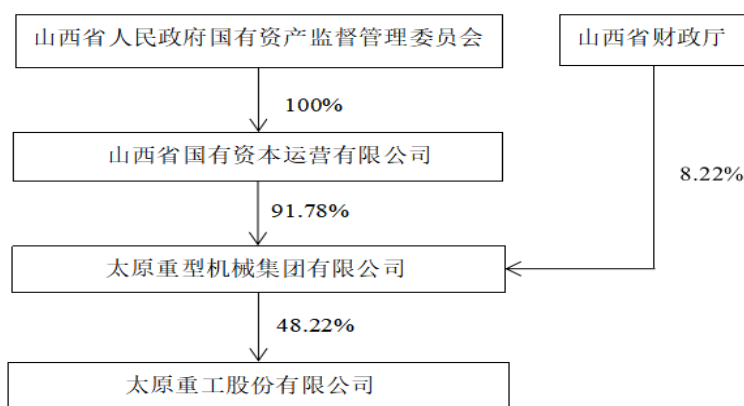 山西省人民政府国有资产监督管理委员会
山西省财政厅
100%
山西省国有资本运营有限公司
8.22%
91.78%
太原重型机械集团有限公司
48.22%
太原重工股份有限公司